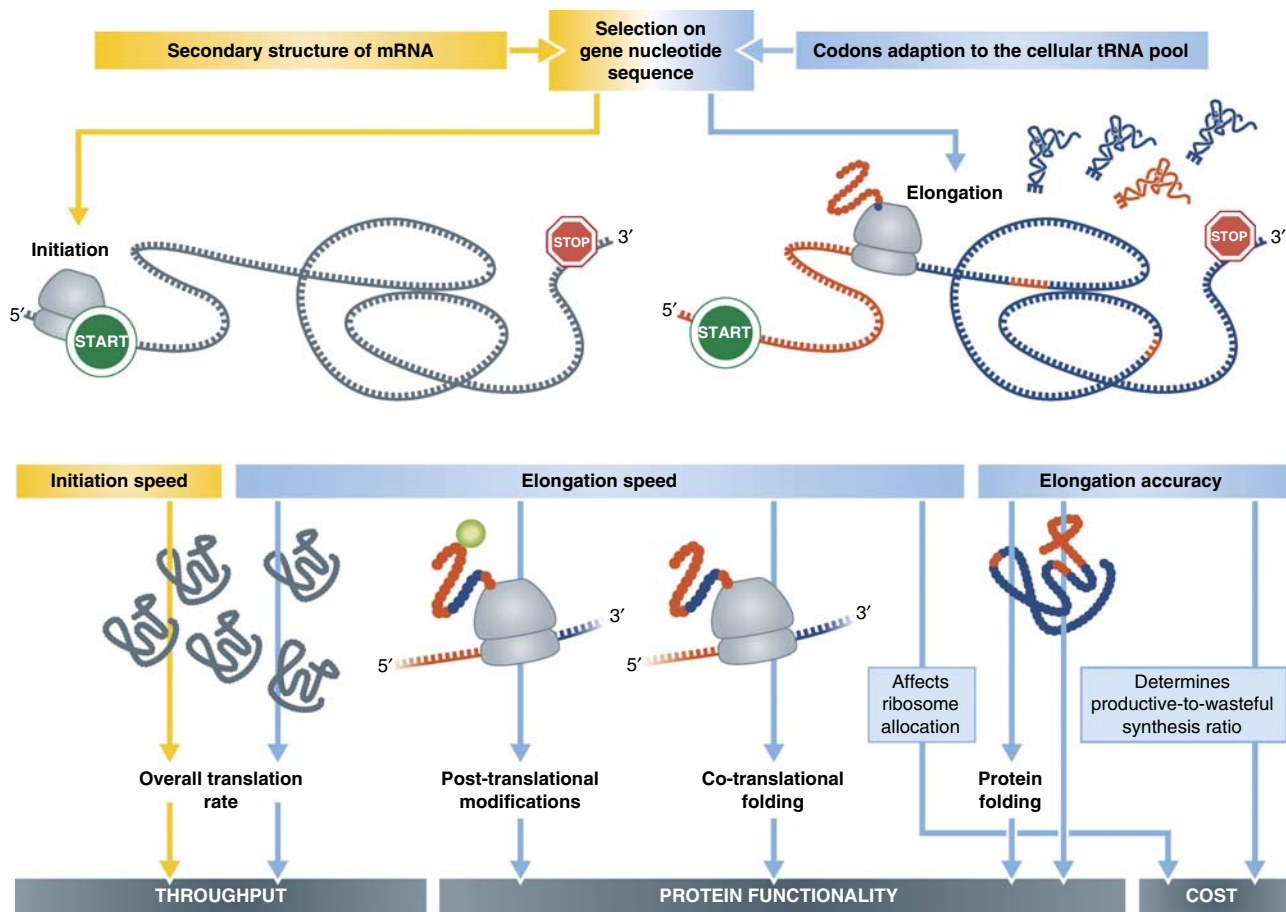 Secondary structure of mRNA
Selection on
gene nucleotide
sequence
Codons adaption to the cellular tRNA pool
Initiation
5′
START
STOP
3′
Elongation
5′
START
STOP
3′
Initiation speed
Elongation speed
Elongation accuracy
5′
3′
5′
3′
Affects
ribosome
allocation
Determines
productive-to-wasteful
synthesis ratio
Overall translation
rate
Post-translational
modifications
Co-translational
folding
Protein
folding
THROUGHPUT
PROTEIN FUNCTIONALITY
COST